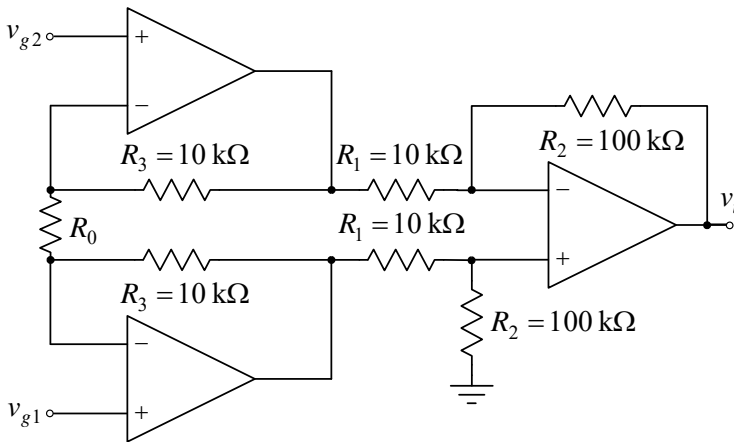 v_{g2}
+
−
R_3 = 10 kΩ
R_1 = 10 kΩ
R_2 = 100 kΩ
−
R_0
R_1 = 10 kΩ
+
R_3 = 10 kΩ
R_2 = 100 kΩ
−
v_{g1}
+